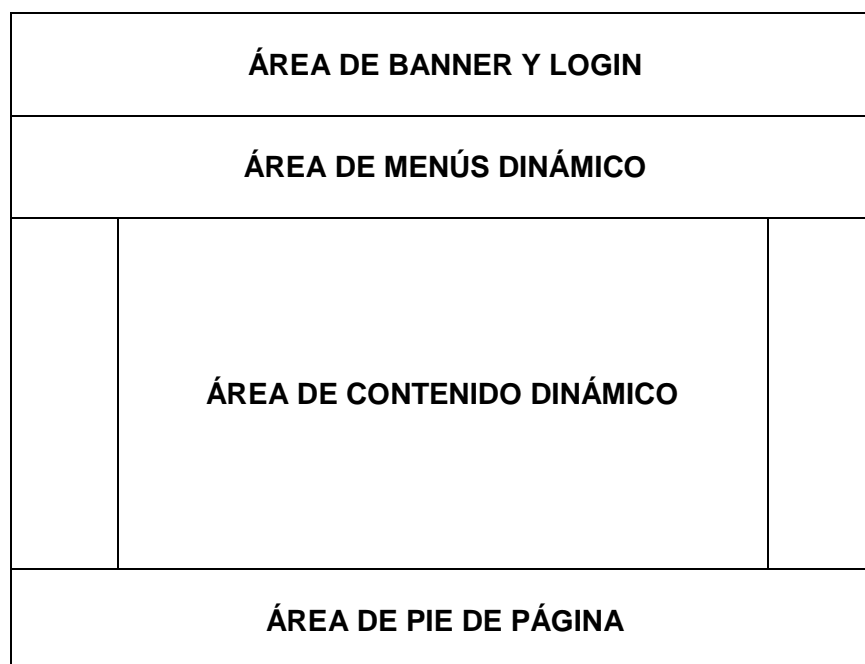 ÁREA DE BANNER Y LOGIN
ÁREA DE MENÚS DINÁMICO
ÁREA DE CONTENIDO DINÁMICO
ÁREA DE PIE DE PÁGINA